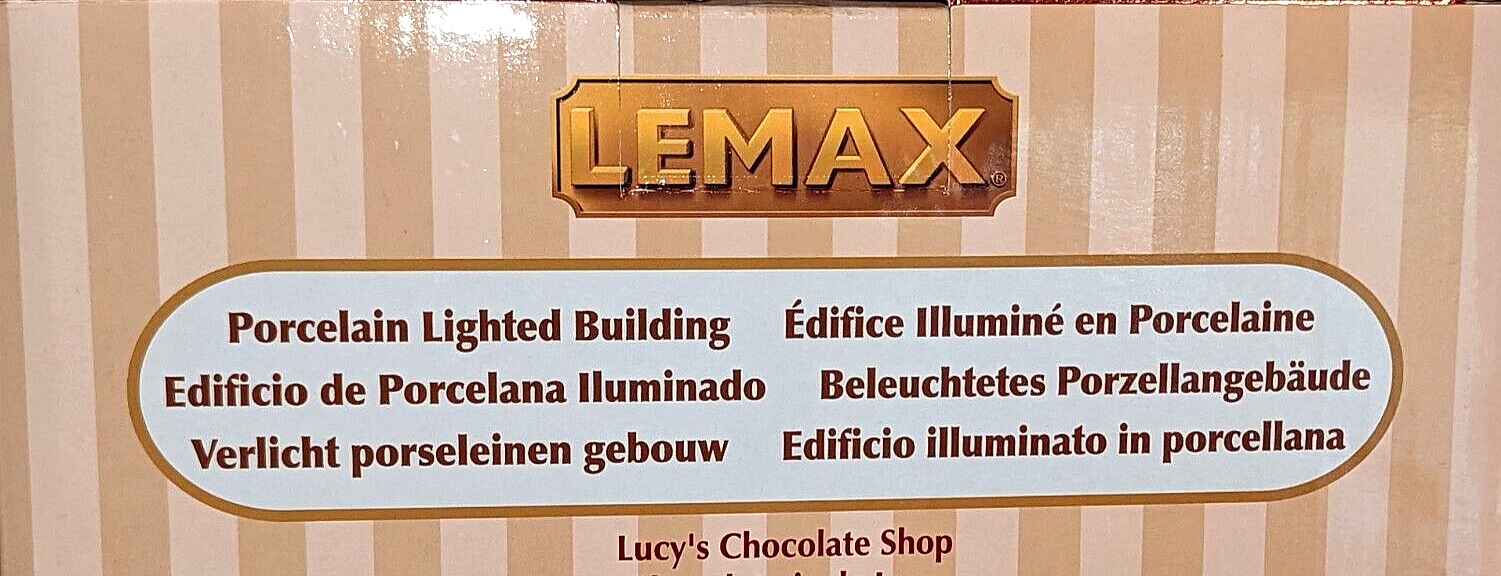 LEMAX®
Porcelain Lighted Building
Édifice Illuminé en Porcelaine
Edificio de Porcelana Iluminado
Beleuchtetes Porzellangebäude
Verlicht porseleinen gebouw
Edificio illuminato in porcellana
Lucy's Chocolate Shop